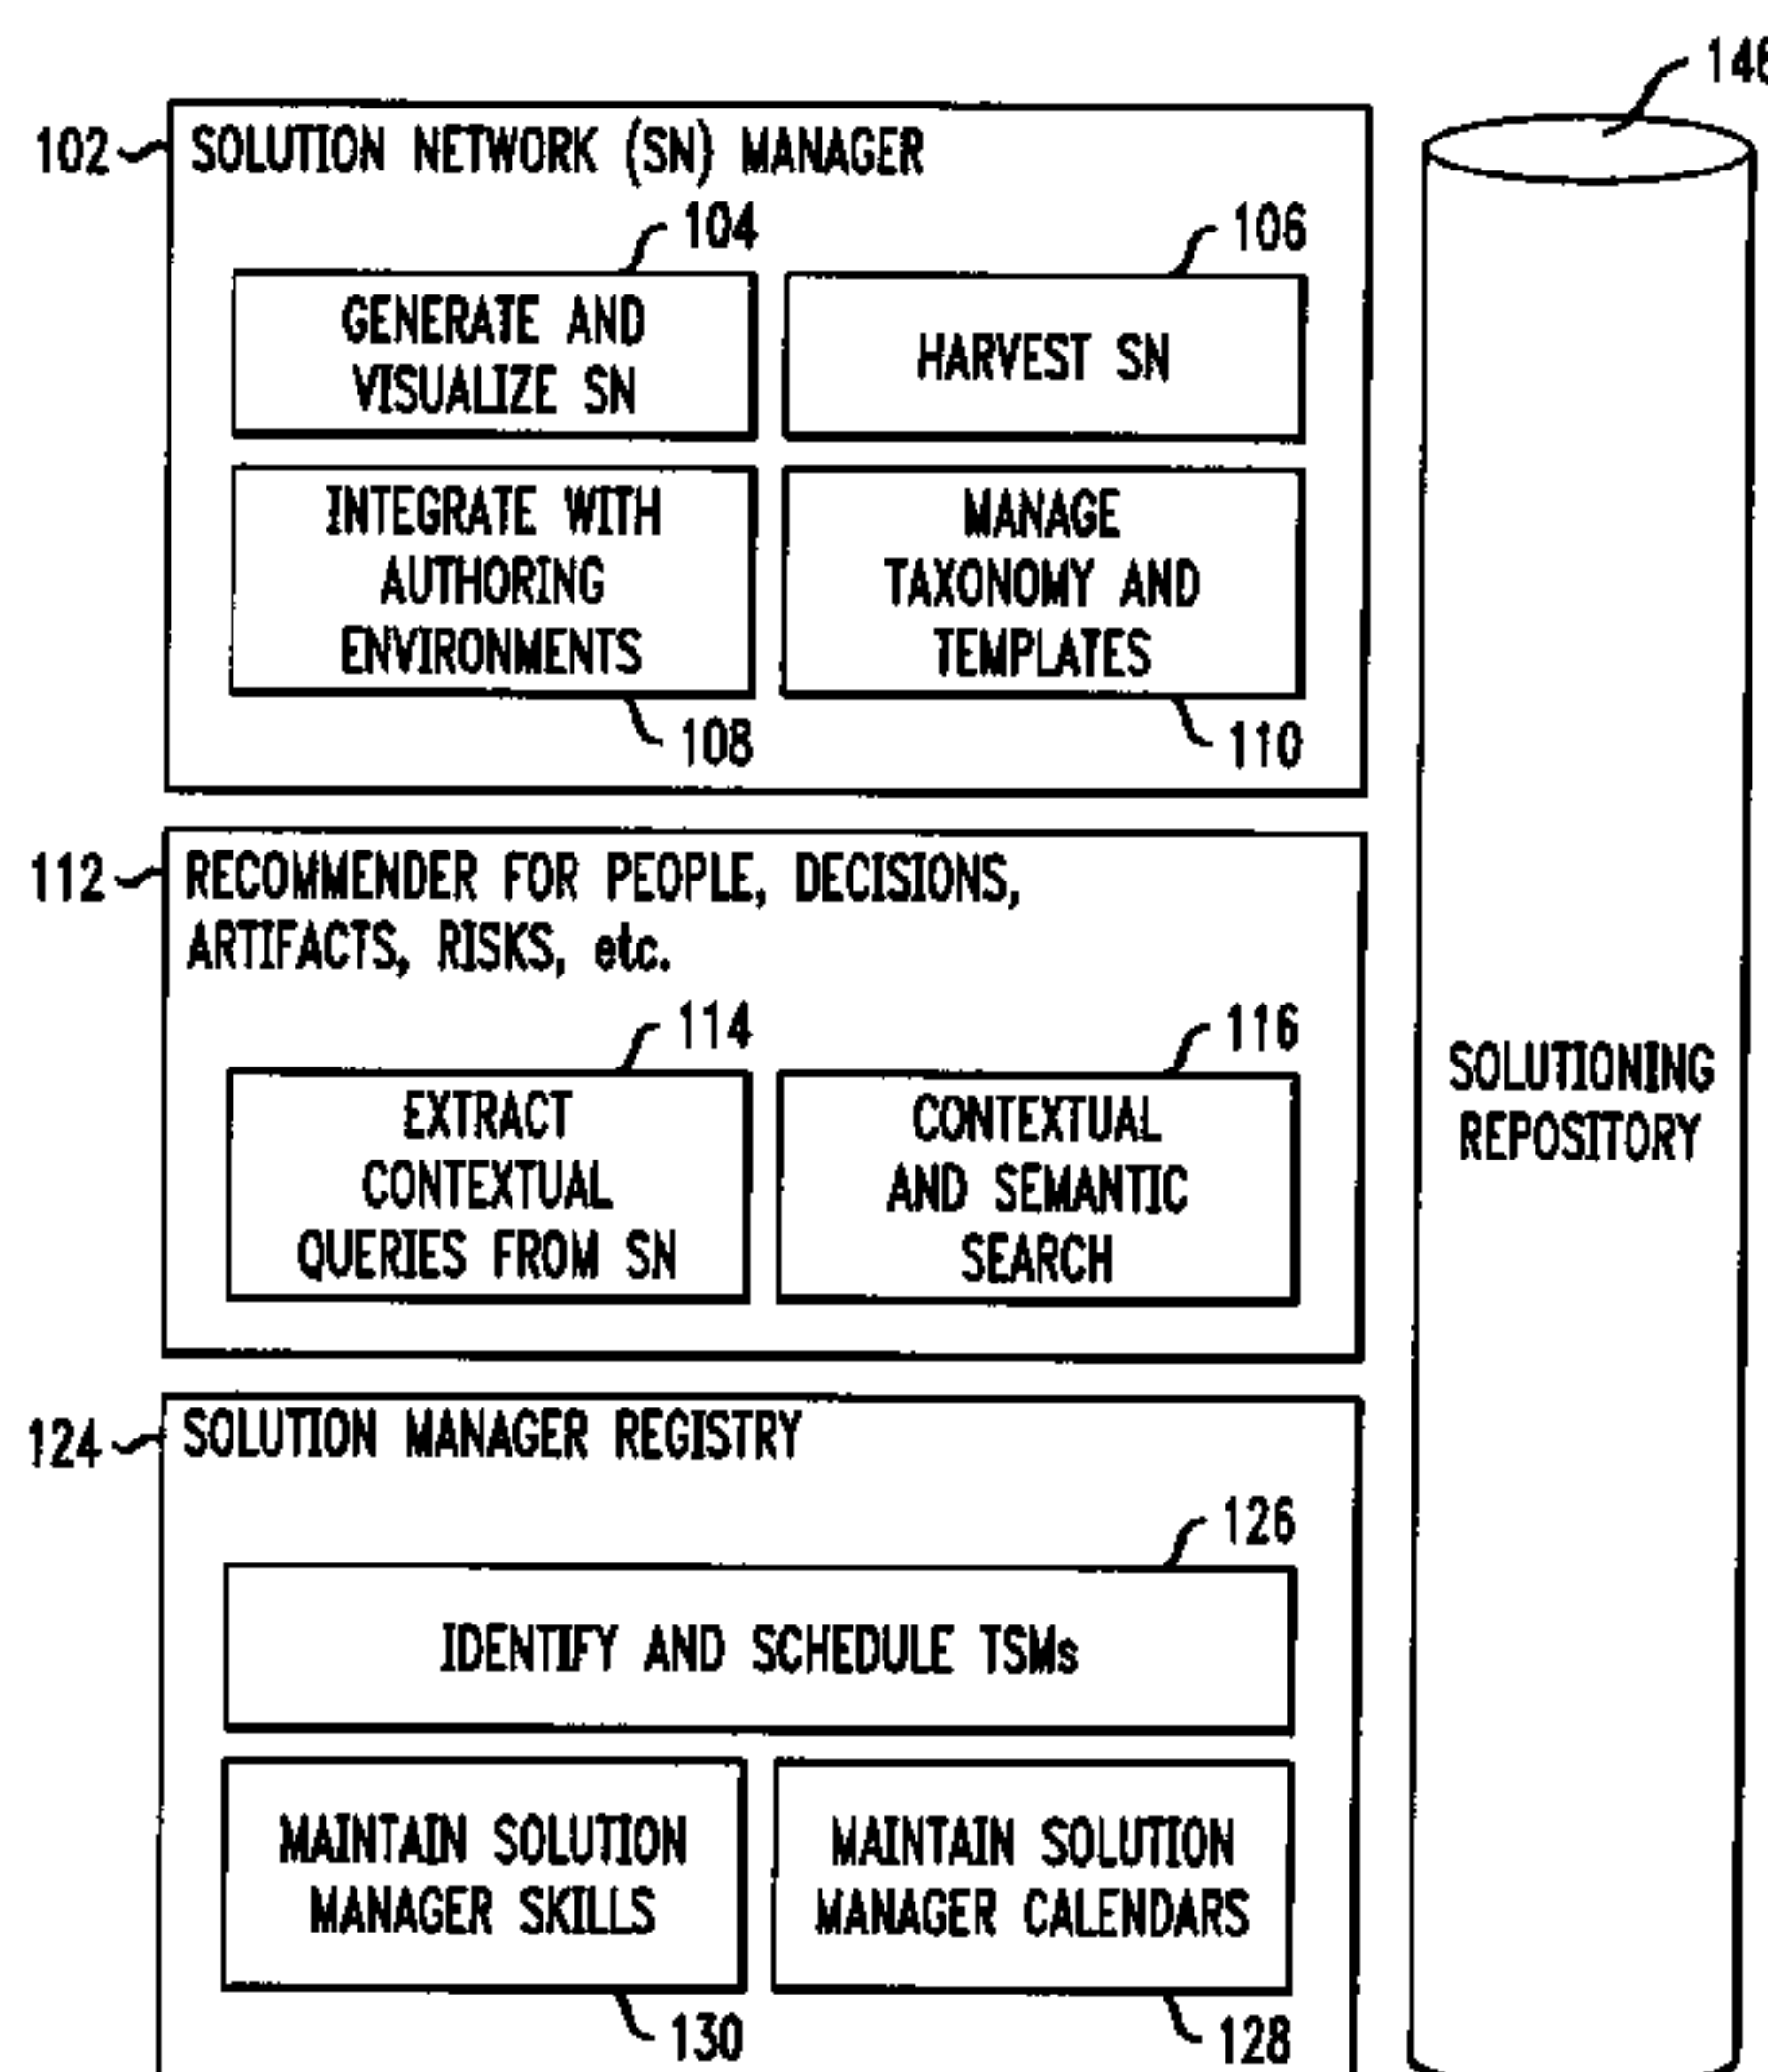 146
102 SOLUTION NETWORK (SN) MANAGER
104
GENERATE AND
VISUALIZE SN
106
HARVEST SN
INTEGRATE WITH
AUTHORING
ENVIRONMENTS
108
MANAGE
TAXONOMY AND
TEMPLATES
110
112 RECOMMENDER FOR PEOPLE, DECISIONS,
ARTIFACTS, RISKS, etc.
114
EXTRACT
CONTEXTUAL
QUERIES FROM SN
116
CONTEXTUAL
AND SEMANTIC
SEARCH
SOLUTIONING
REPOSITORY
124 SOLUTION MANAGER REGISTRY
126
IDENTIFY AND SCHEDULE TSMs
MAINTAIN SOLUTION
MANAGER SKILLS
130
MAINTAIN SOLUTION
MANAGER CALENDARS
128